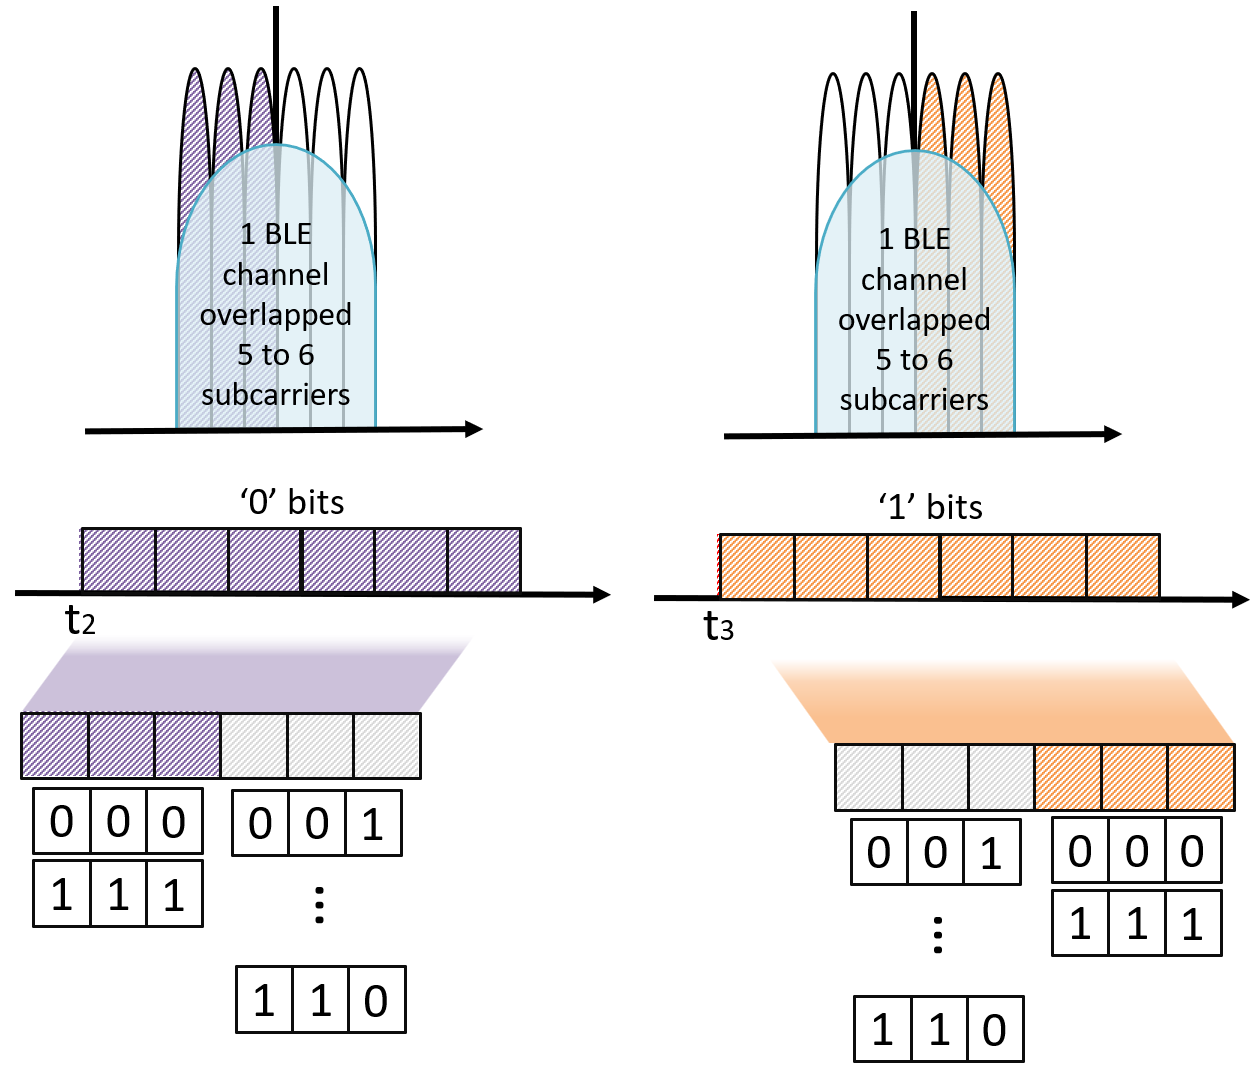 1 BLE
channel
overlapped
5 to 6
subcarriers
1 BLE
channel
overlapped
5 to 6
subcarriers
‘0’ bits
‘1’ bits
t2
t3
0 0 0
0 0 1
1 1 1
⋮
1 1 0
0 0 1
0 0 0
1 1 1
⋮
1 1 0